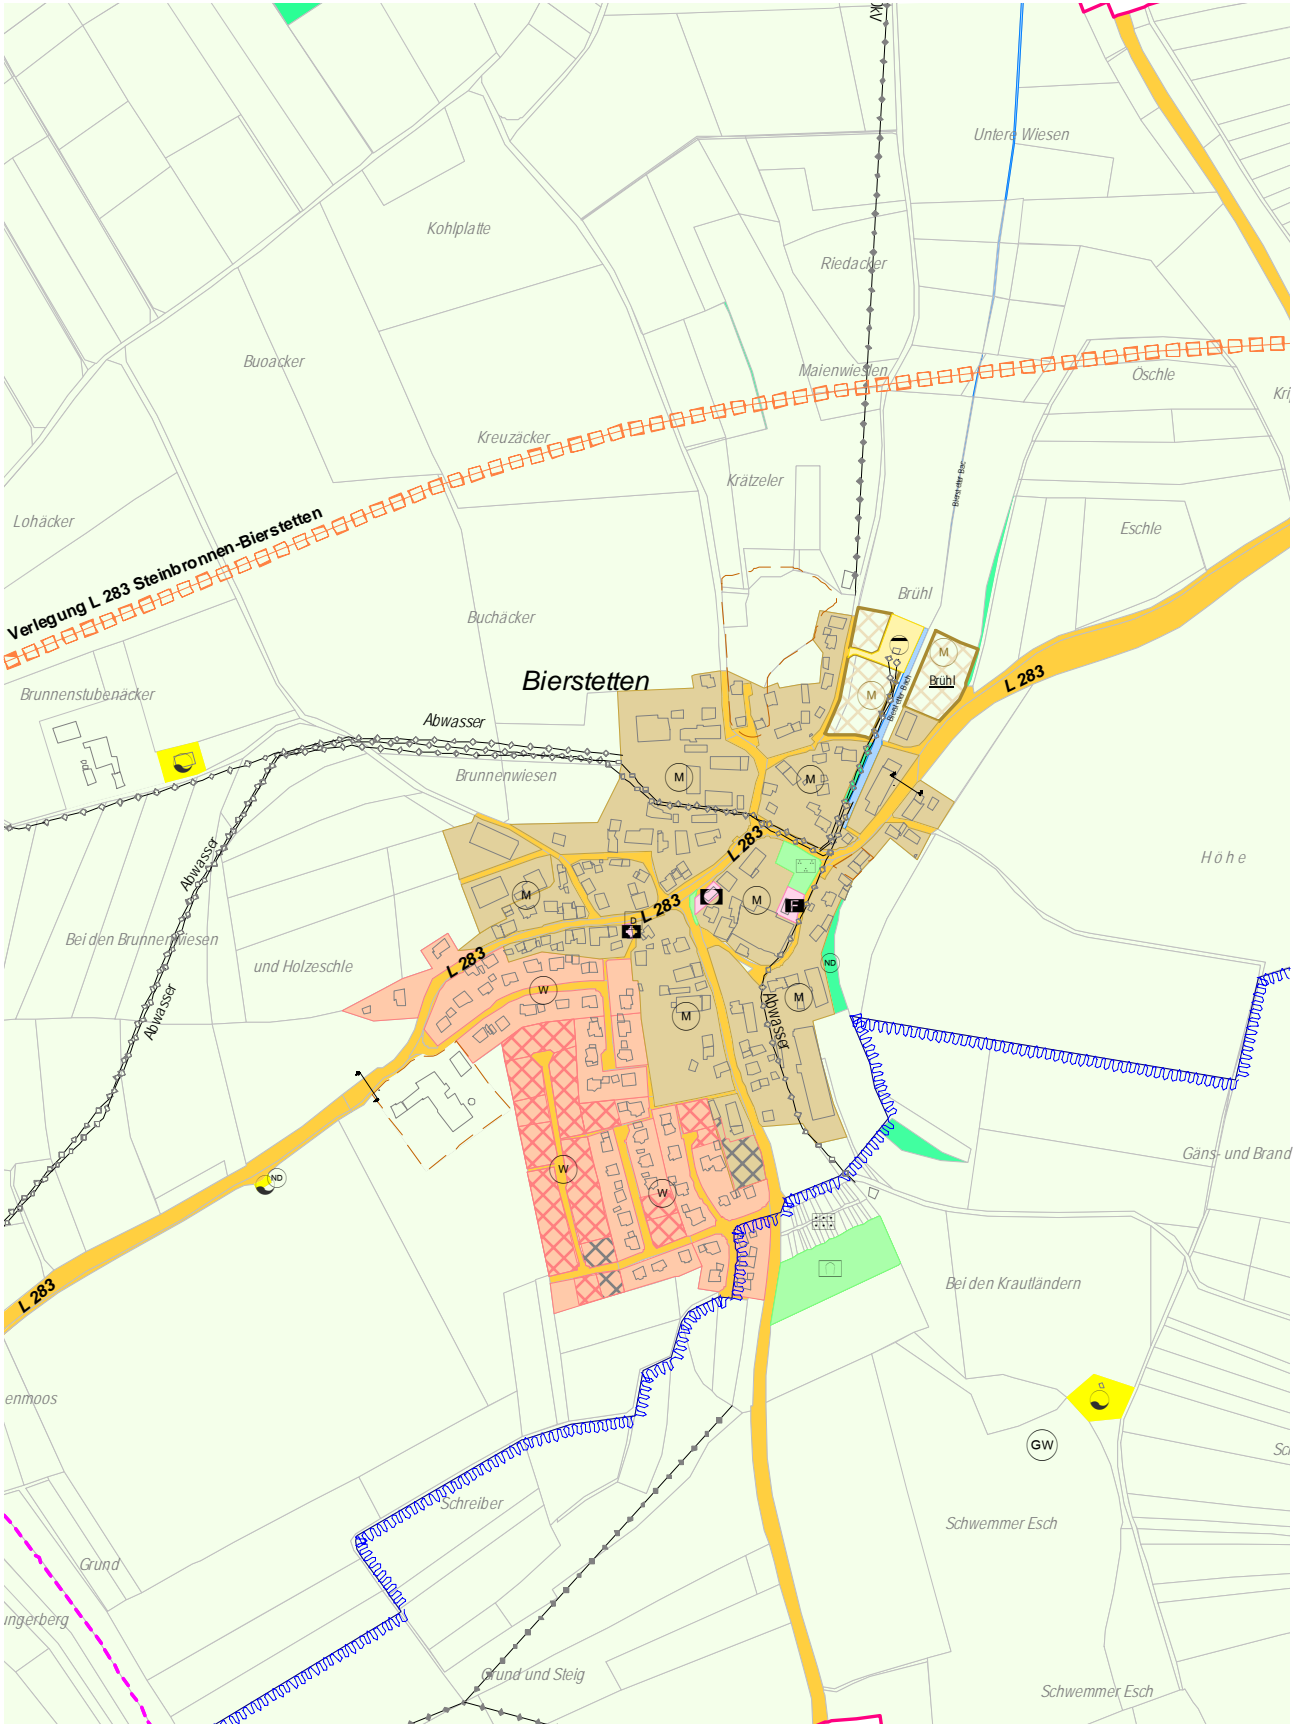 kV
Untere Wiesen
Kohlplatte
Riedacker
Buoacker
Maienwiesen
Öschle
Kreuzäcker
Krätzeler
Lohäcker
Verlegung L 283 Steinbronnen-Bierstetten
Eschle
Brühl
Buchäcker
M
Bierstetten
Brunnenstubenäcker
M
Brühl
L 283
Abwasser
Brunnenwiesen
M
M
L 283
Abwasser
Höhe
M
M
F
L 283
D
Bei den Brunnenwiesen
und Holzeschle
L 283
ND
W
M
M
Abwasser
Abwasser
Gäns- und Brand
W
W
ND
L 283
Bei den Krautländern
enmoos
GW
Schreiber
Schwemmer Esch
Grund
ungerberg
Grund und Steig
Schwemmer Esch